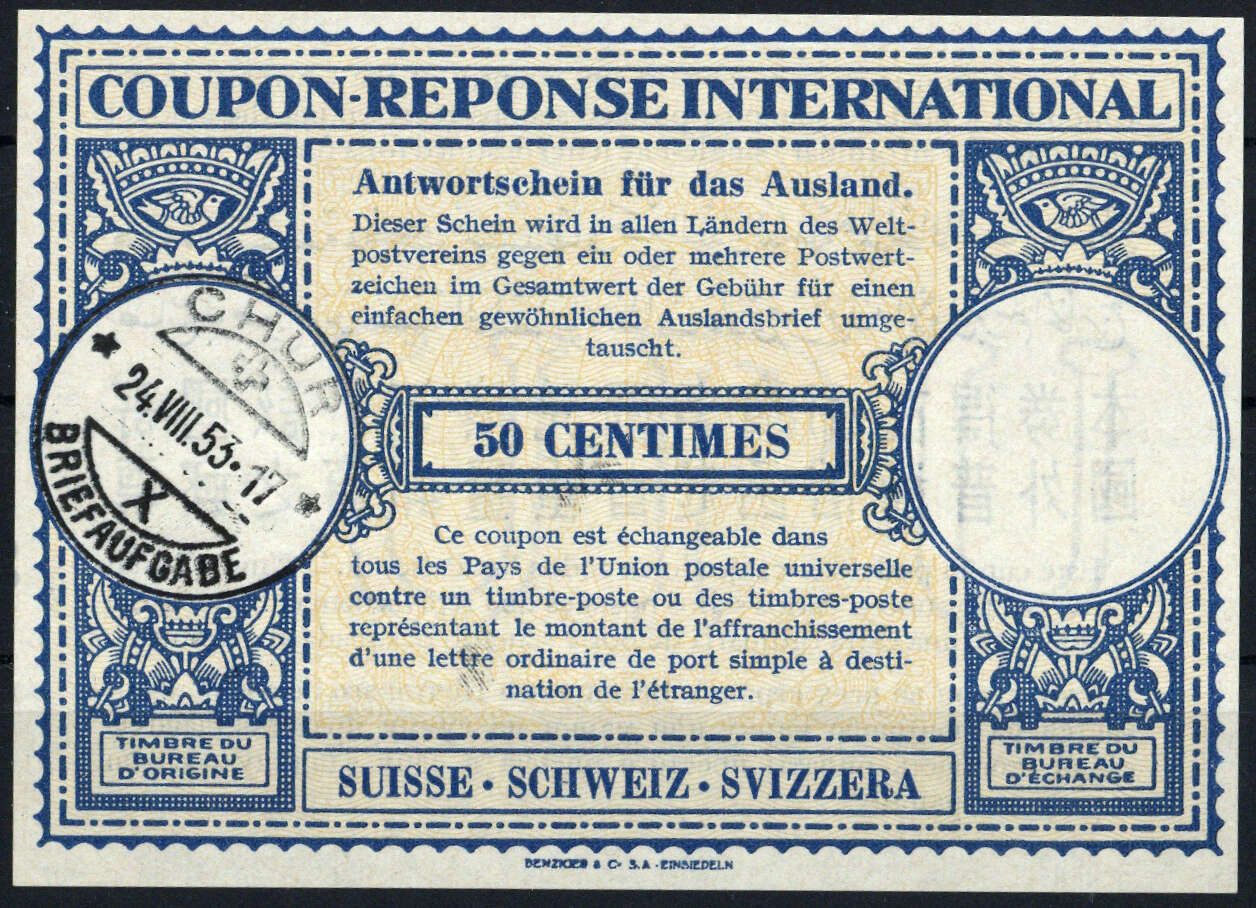 COUPON-REPONSE INTERNATIONAL
Antwortschein für das Ausland.
Dieser Schein wird in allen Ländern des Welt-
postvereins gegen ein oder mehrere Postwert-
zeichen im Gesamtwert der Gebühr für einen
einfachen gewöhnlichen Auslandsbrief umge-
tauscht.
CHUR
24.VIII.53.17
X
BRIEFAUFGABE
50 CENTIMES
Ce coupon est échangeable dans
tous les Pays de l'Union postale universelle
contre un timbre-poste ou des timbres-poste
représentant le montant de l'affranchissement
d'une lettre ordinaire de port simple à desti-
nation de l'étranger.
TIMBRE DU
BUREAU
D'ORIGINE
SUISSE · SCHWEIZ · SVIZZERA
TIMBRE DU
BUREAU
D'ÉCHANGE
BENZIGER & Co S.A · EINSIEDELN